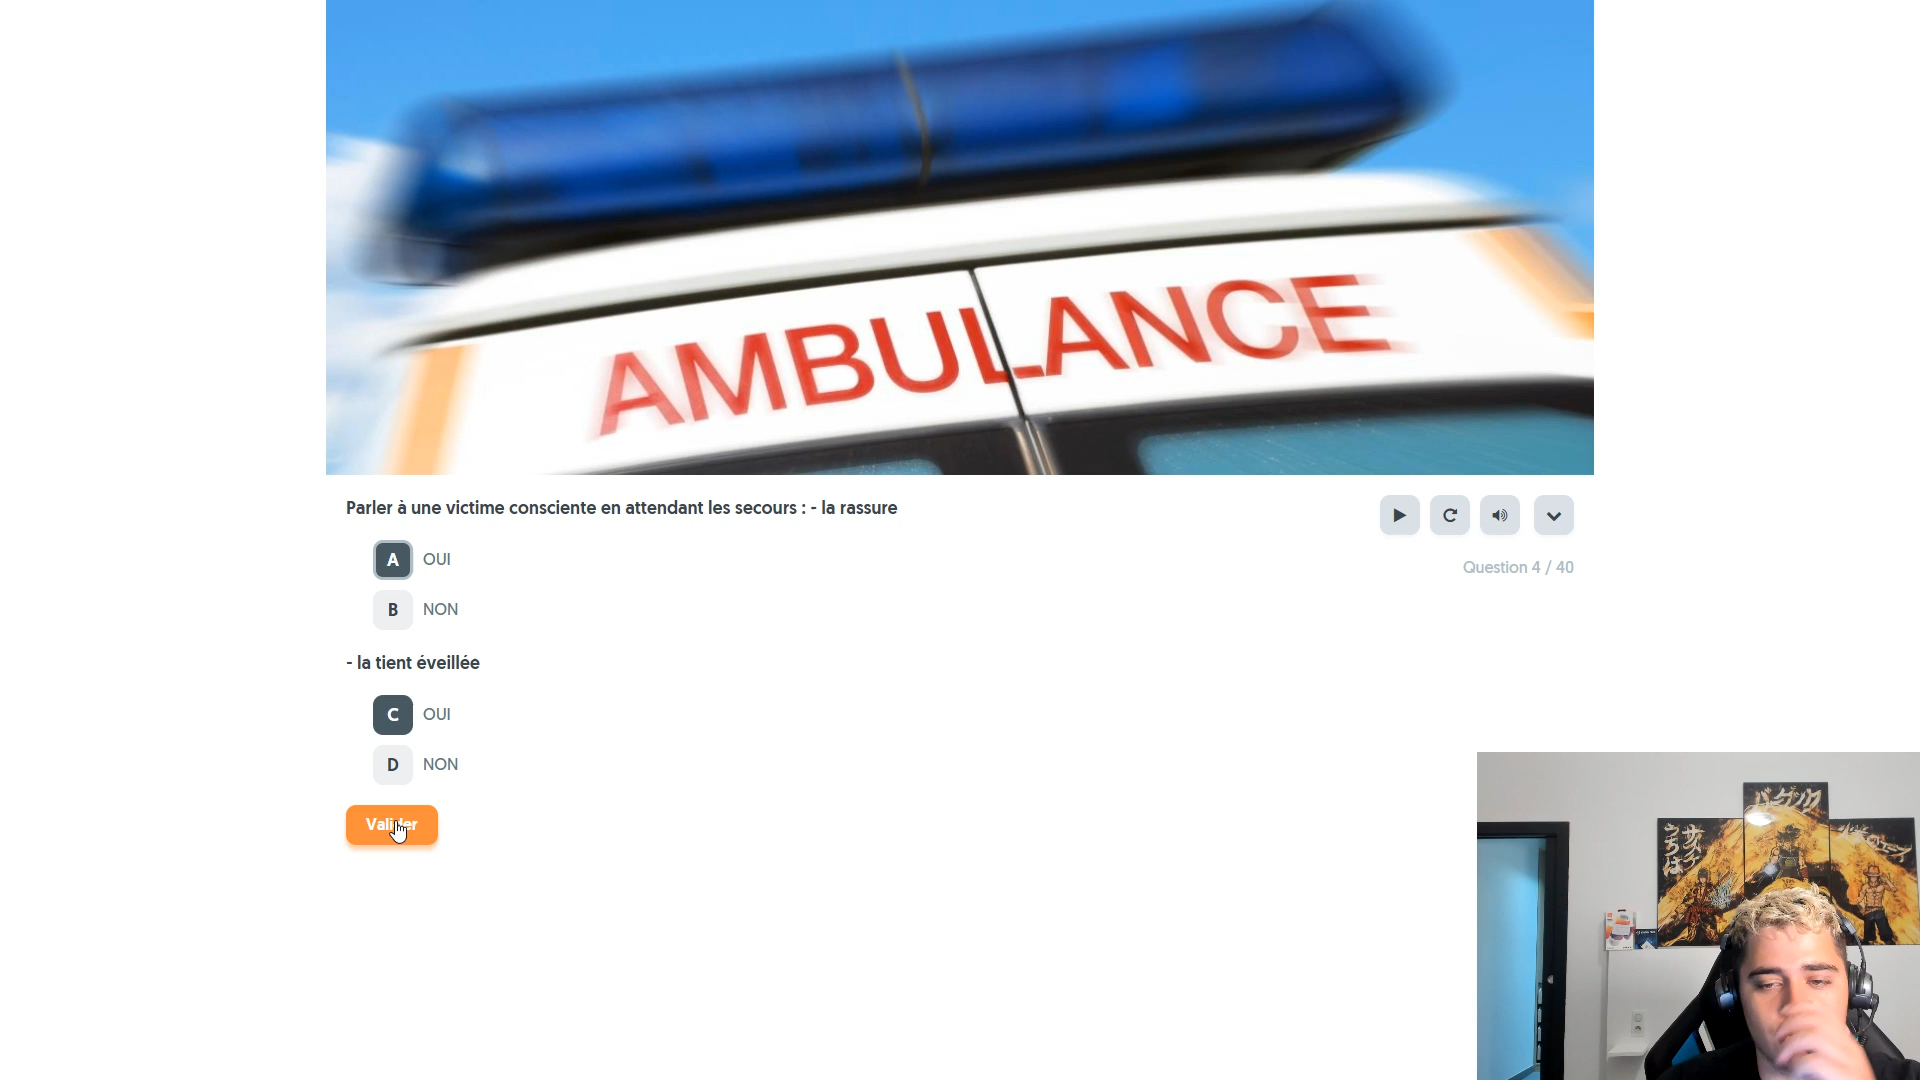 AMBULANCE
Parler à une victime consciente en attendant les secours : - la rassure
A OUI
B NON
Question 4 / 40
- la tient éveillée
C OUI
D NON
Valider